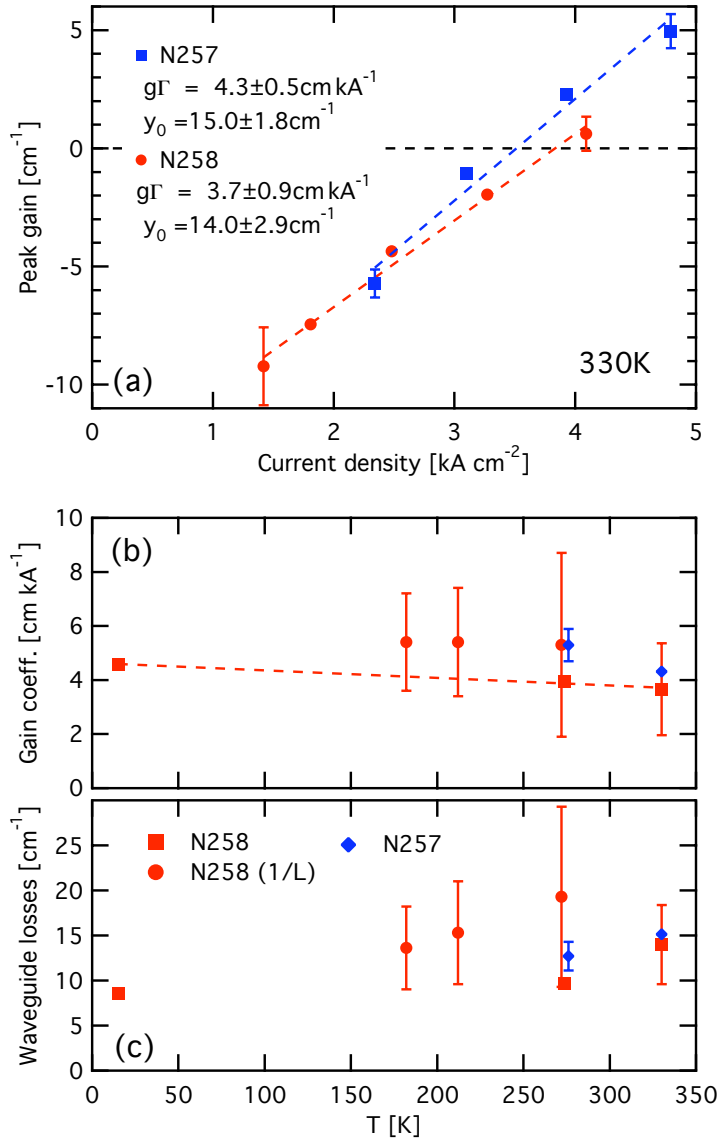 5
0
-5
-10
Peak gain [cm⁻¹]
N257
gΓ = 4.3±0.5cm kA⁻¹
y₀ =15.0±1.8cm⁻¹
N258
gΓ = 3.7±0.9cm kA⁻¹
y₀ =14.0±2.9cm⁻¹
(a)
330K
0 1 2 3 4 5
Current density [kA cm⁻²]
10
8
6
4
2
0
Gain coeff. [cm kA⁻¹]
(b)
25
20
15
10
5
0
Waveguide losses [cm⁻¹]
N258 N257
N258 (1/L)
(c)
0 50 100 150 200 250 300 350
T [K]